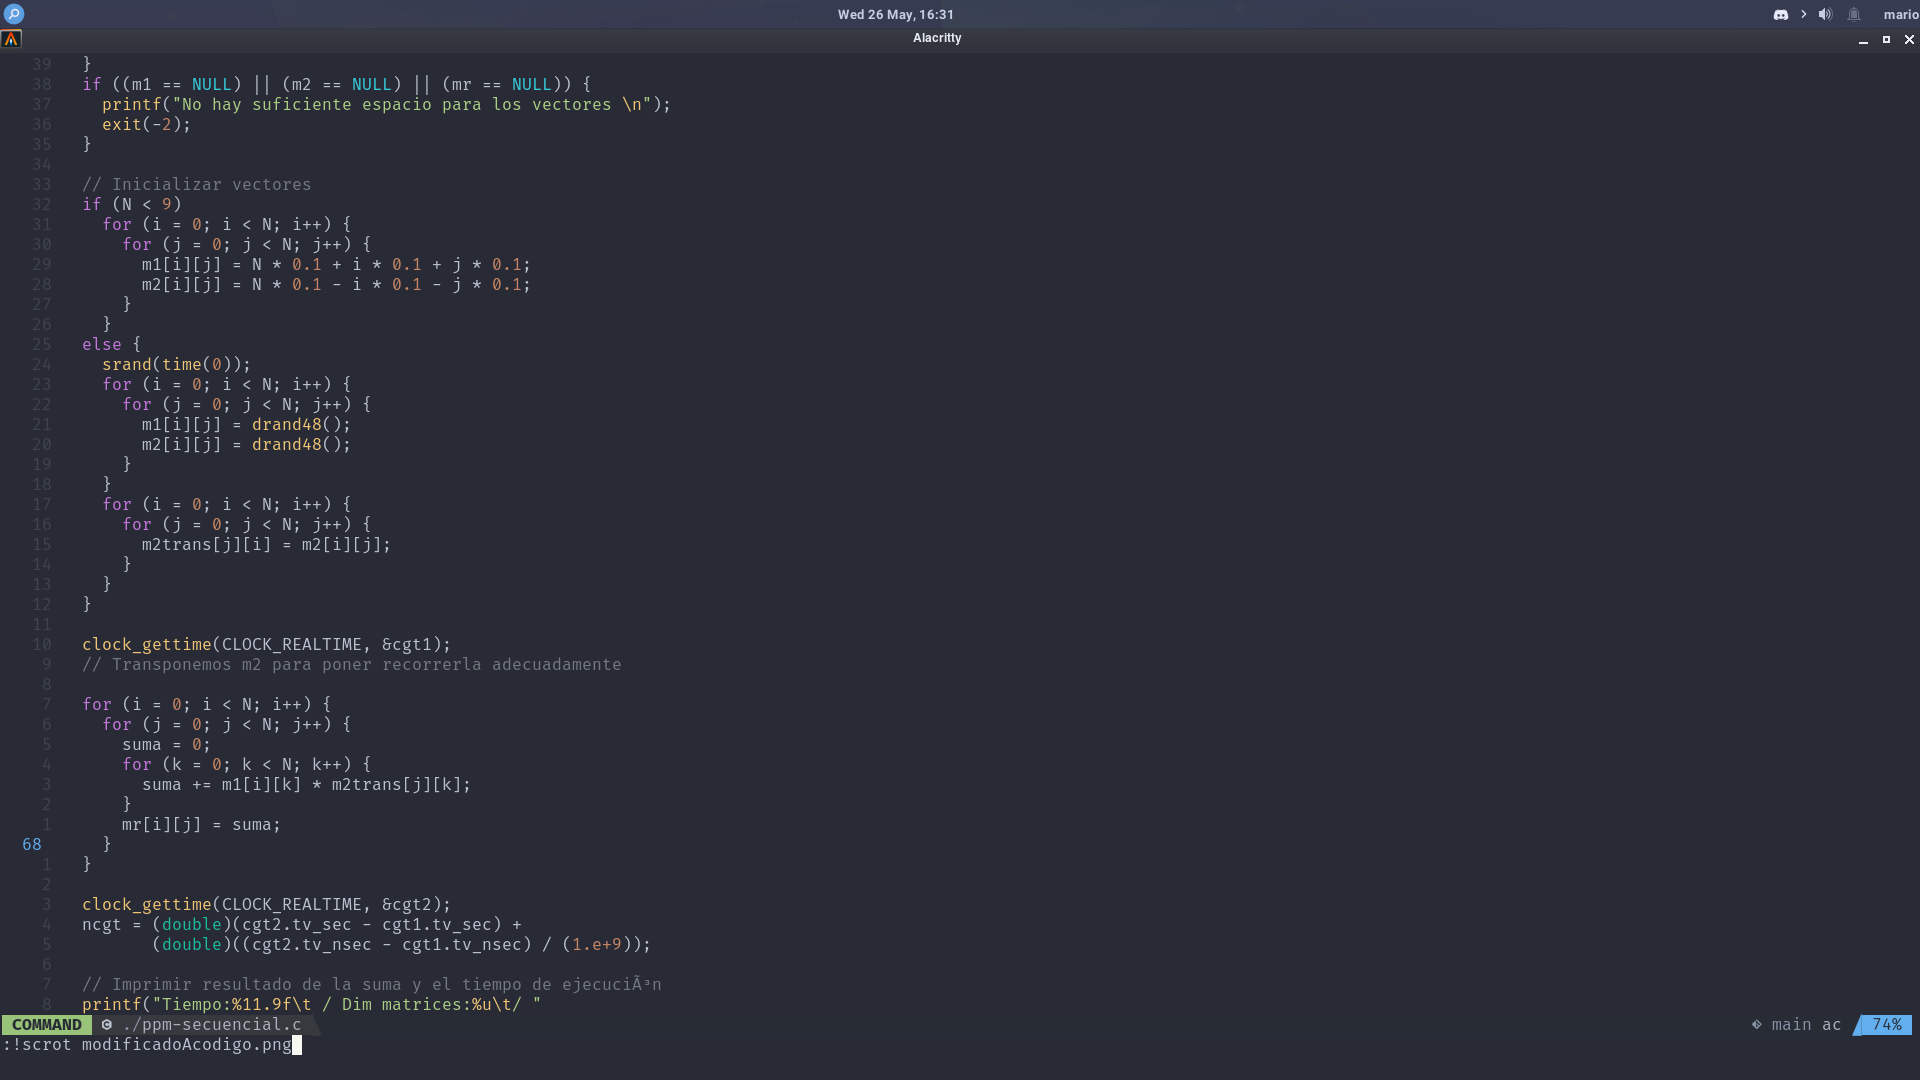 Wed 26 May, 16:31
mario
Alacritty
39 }
38 if ((m1 == NULL) || (m2 == NULL) || (mr == NULL)) {
37 printf("No hay suficiente espacio para los vectores \n");
36 exit(-2);
35 }
34
33 // Inicializar vectores
32 if (N < 9)
31 for (i = 0; i < N; i++) {
30 for (j = 0; j < N; j++) {
29 m1[i][j] = N * 0.1 + i * 0.1 + j * 0.1;
28 m2[i][j] = N * 0.1 - i * 0.1 - j * 0.1;
27 }
26 }
25 else {
24 srand(time(0));
23 for (i = 0; i < N; i++) {
22 for (j = 0; j < N; j++) {
21 m1[i][j] = drand48();
20 m2[i][j] = drand48();
19 }
18 }
17 for (i = 0; i < N; i++) {
16 for (j = 0; j < N; j++) {
15 m2trans[j][i] = m2[i][j];
14 }
13 }
12 }
11
10 clock_gettime(CLOCK_REALTIME, &cgt1);
9 // Transponemos m2 para poner recorrerla adecuadamente
8
7 for (i = 0; i < N; i++) {
6 for (j = 0; j < N; j++) {
5 suma = 0;
4 for (k = 0; k < N; k++) {
3 suma += m1[i][k] * m2trans[j][k];
2 }
1 mr[i][j] = suma;
68 }
1 }
2
3 clock_gettime(CLOCK_REALTIME, &cgt2);
4 ncgt = (double)(cgt2.tv_sec - cgt1.tv_sec) +
5 (double)((cgt2.tv_nsec - cgt1.tv_nsec) / (1.e+9));
6
7 // Imprimir resultado de la suma y el tiempo de ejecuciÃ³n
8 printf("Tiempo:%11.9f\t / Dim matrices:%u\t/ "
COMMAND ./ppm-secuencial.c main ac 74%
:!scrot modificadoAcodigo.png